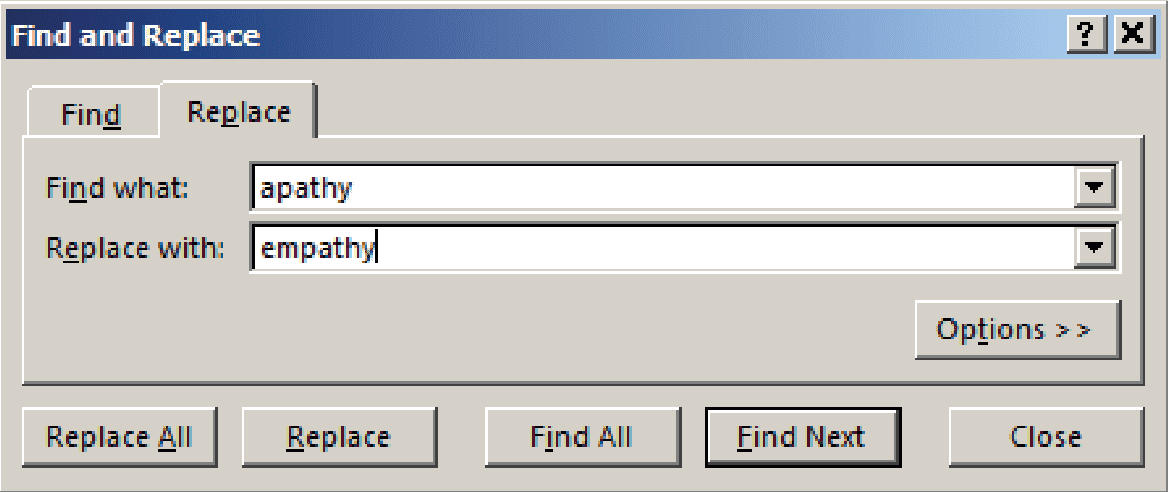 Find and Replace
Find Replace
Find what: apathy
Replace with: empathy
Options >>
Replace All Replace Find All Find Next Close